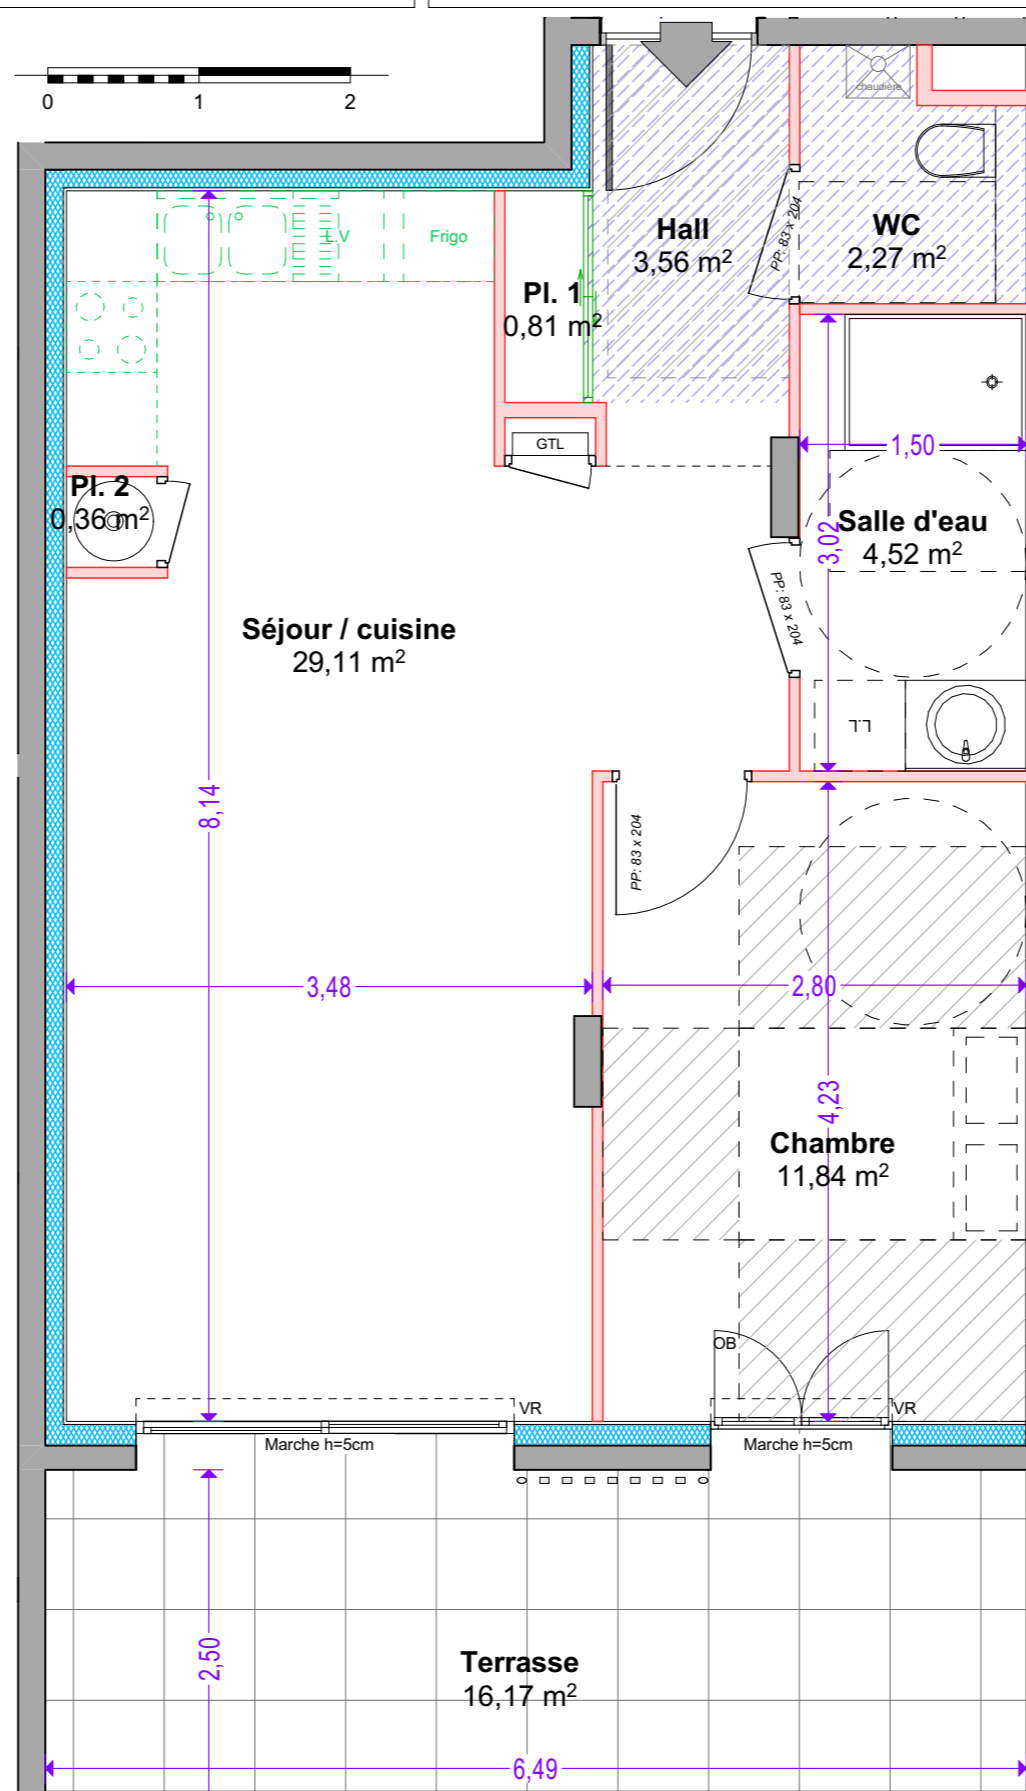 0 1 2
chaudière
Hall
3,56 m²
PP: 83 x 204
WC
2,27 m²
L.V
Frigo
Pl. 1
0,81 m²
GTL
1,50
Pl. 2
0,36 m²
Salle d'eau
4,52 m²
3,02
PP: 83 x 204
Séjour / cuisine
29,11 m²
L.L
8,14
PP: 83 x 204
3,48
2,80
4,23
Chambre
11,84 m²
OB
VR
VR
Marche h=5cm
Marche h=5cm
2,50
Terrasse
16,17 m²
6,49